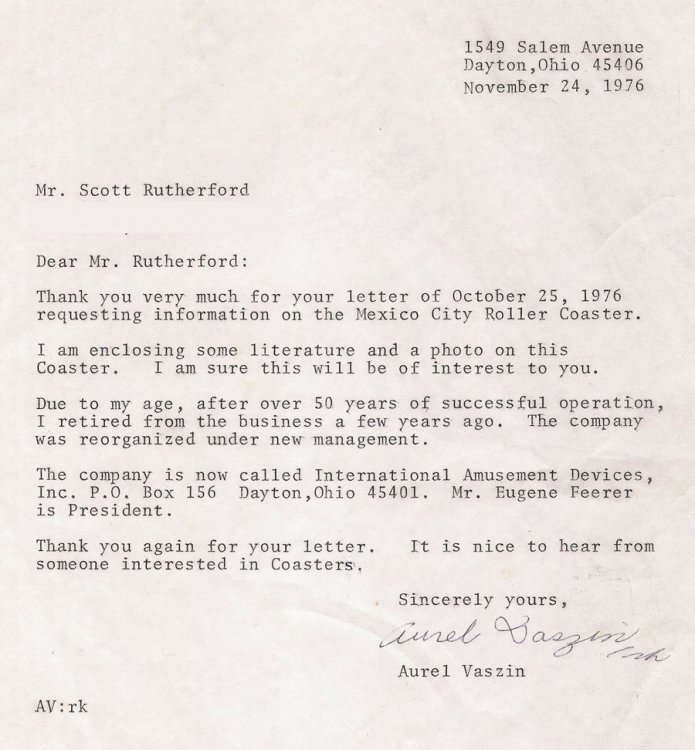 1549 Salem Avenue
Dayton,Ohio 45406
November 24, 1976
Mr. Scott Rutherford
Dear Mr. Rutherford:
Thank you very much for your letter of October 25, 1976
requesting information on the Mexico City Roller Coaster.
I am enclosing some literature and a photo on this
Coaster. I am sure this will be of interest to you.
Due to my age, after over 50 years of successful operation,
I retired from the business a few years ago. The company
was reorganized under new management.
The company is now called International Amusement Devices,
Inc. P.O. Box 156 Dayton,Ohio 45401. Mr. Eugene Feerer
is President.
Thank you again for your letter. It is nice to hear from
someone interested in Coasters.
Sincerely yours,
Aurel Vaszin
Aurel Vaszin
AV:rk